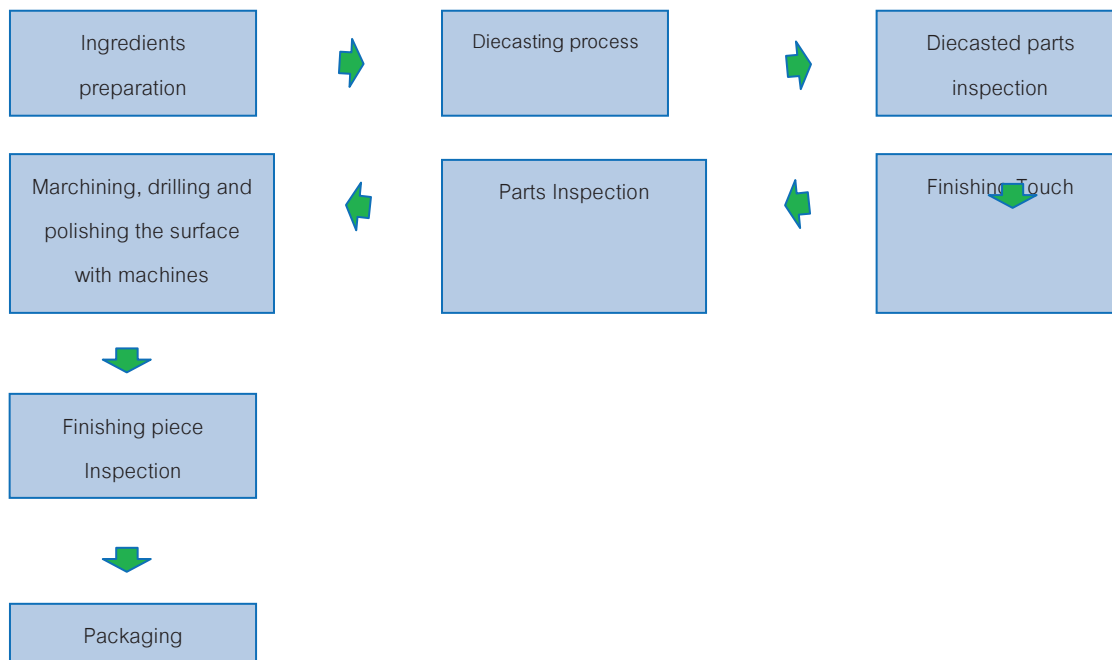 Ingredients
preparation
Diecasting process
Diecasted parts
inspection
Finishing Touch
Parts Inspection
Marchining, drilling and
polishing the surface
with machines
Finishing piece
Inspection
Packaging